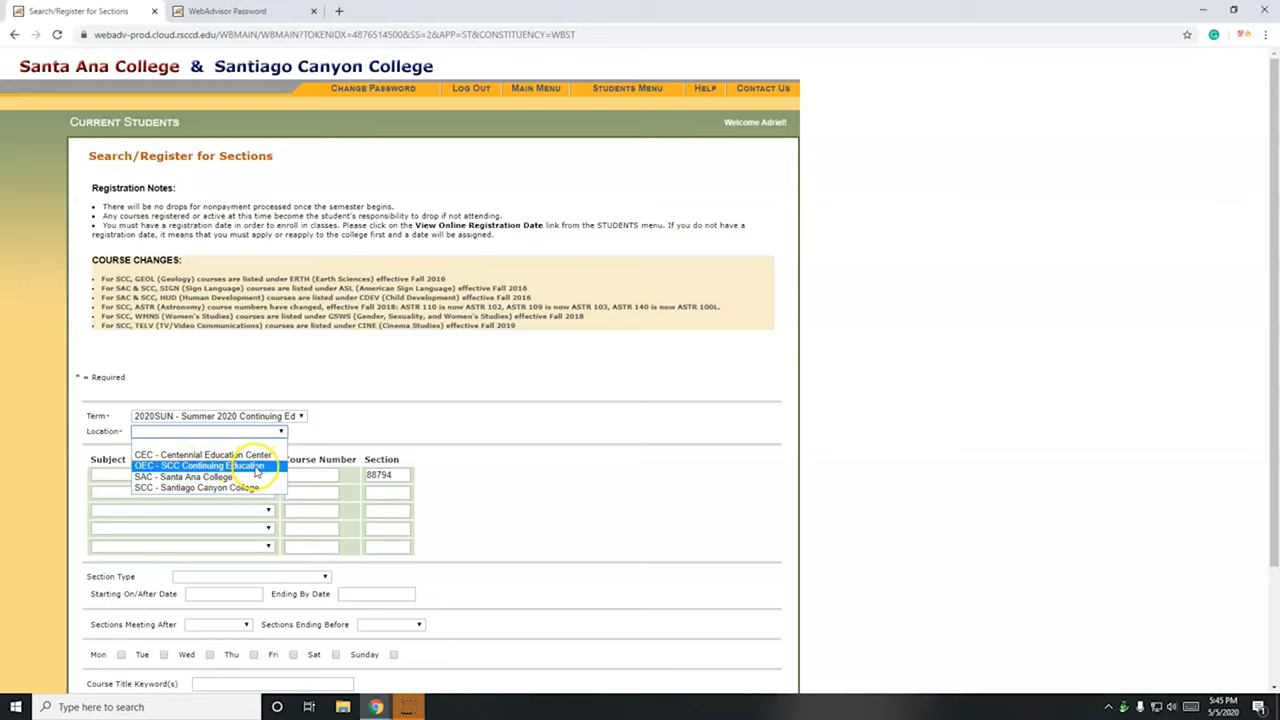 Search/Register for Sections
WebAdvisor Password
webadv-prod.cloud.rsccd.edu/WBMAIN/WBMAIN?TOKENIDX=4876514500&SS=2&APP=ST&CONSTITUENCY=WBST
Santa Ana College & Santiago Canyon College
CHANGE PASSWORD LOG OUT MAIN MENU STUDENTS MENU HELP CONTACT US
CURRENT STUDENTS Welcome Adriel!
Search/Register for Sections
Registration Notes:
• There will be no drops for nonpayment processed once the semester begins.
• Any courses registered or active at this time become the student's responsibility to drop if not attending.
• You must have a registration date in order to enroll in classes. Please click on the View Online Registration Date link from the STUDENTS menu. If you do not have a
registration date, it means that you must apply or reapply to the college first and a date will be assigned.
COURSE CHANGES:
• For SCC, GEOL (Geology) courses are listed under ERTH (Earth Sciences) effective Fall 2016
• For SAC & SCC, SIGN (Sign Language) courses are listed under ASL (American Sign Language) effective Fall 2016
• For SAC & SCC, HUD (Human Development) courses are listed under CDEV (Child Development) effective Fall 2016
• For SCC, ASTR (Astronomy) course numbers have changed, effective Fall 2018: ASTR 110 is now ASTR 102, ASTR 109 is now ASTR 103, ASTR 140 is now ASTR 100L.
• For SCC, WMNS (Women's Studies) courses are listed under GSWS (Gender, Sexuality, and Women's Studies) effective Fall 2018
• For SCC, TELV (TV/Video Communications) courses are listed under CINE (Cinema Studies) effective Fall 2019
* = Required
Term* 2020SUN - Summer 2020 Continuing Ed
Location*
CEC - Centennial Education Center
OEC - SCC Continuing Education
SAC - Santa Ana College
SCC - Santiago Canyon College
Subject ourse Number Section
88794
Section Type
Starting On/After Date Ending By Date
Sections Meeting After Sections Ending Before
Mon Tue Wed Thu Fri Sat Sunday
Course Title Keyword(s)
Type here to search
5:45 PM
5/5/2020